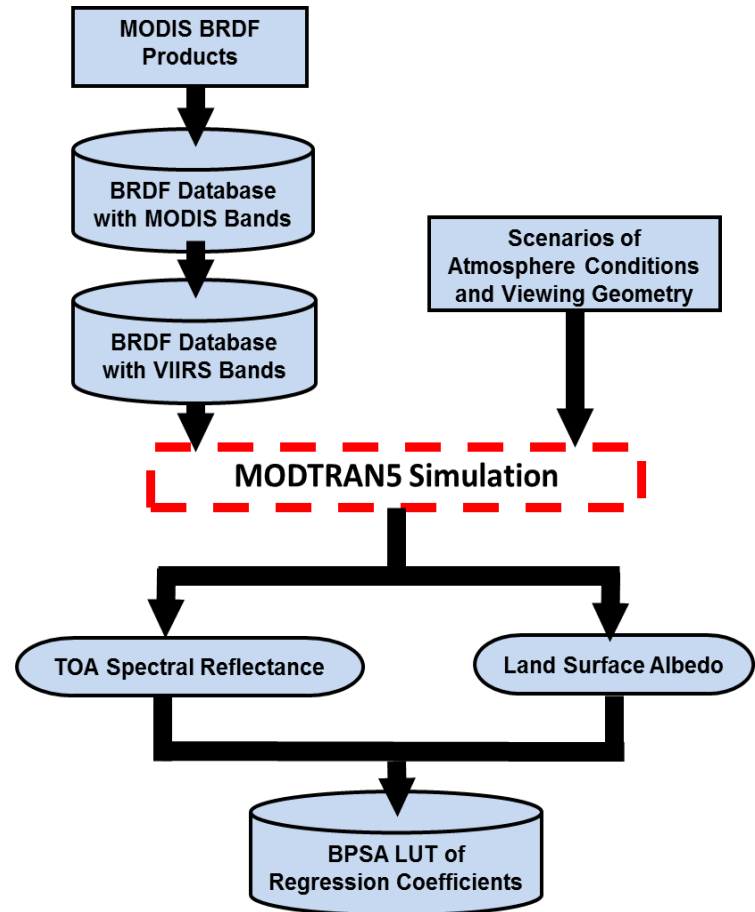 MODIS BRDF
Products
BRDF Database
with MODIS Bands
Scenarios of
Atmosphere Conditions
and Viewing Geometry
BRDF Database
with VIIRS Bands
MODTRAN5 Simulation
TOA Spectral Reflectance
Land Surface Albedo
BPSA LUT of
Regression Coefficients